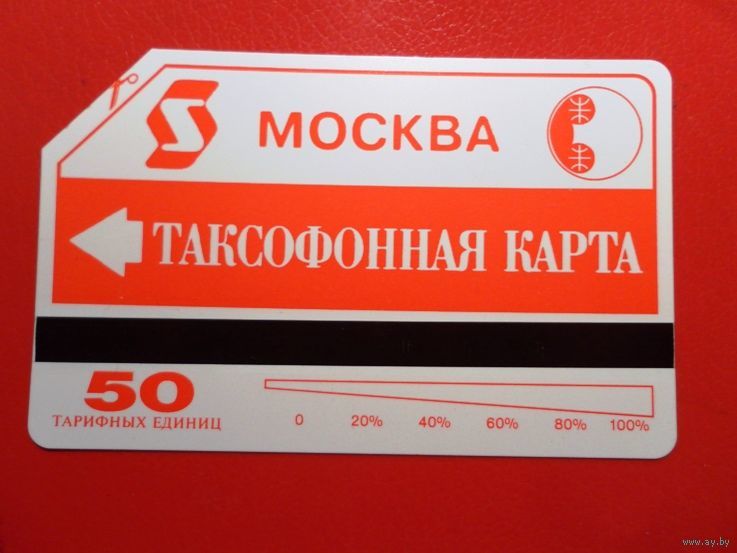 МОСКВА
ТАКСОФОННАЯ КАРТА
50
ТАРИФНЫХ ЕДИНИЦ
0 20% 40% 60% 80% 100%
www.ay.by